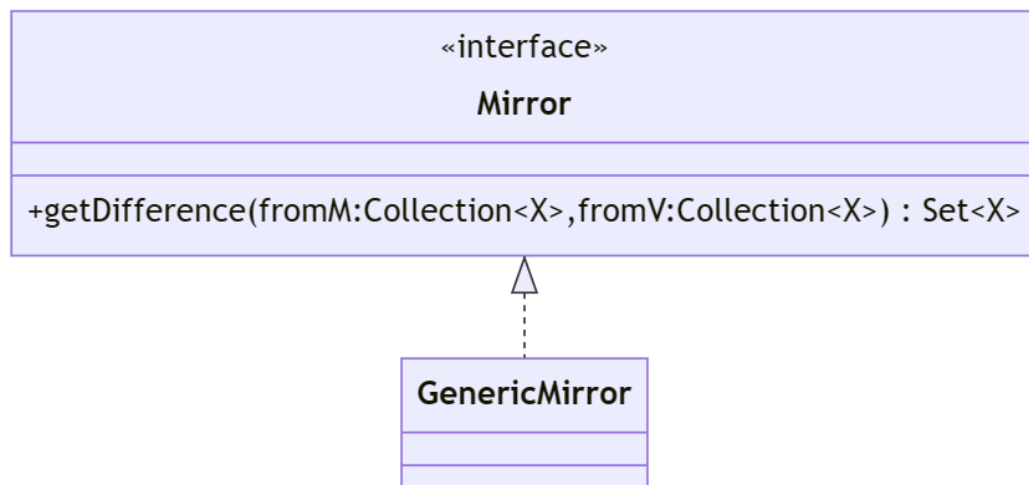 «interface»
Mirror
+getDifference(fromM:Collection<X>,fromV:Collection<X>) : Set<X>
GenericMirror